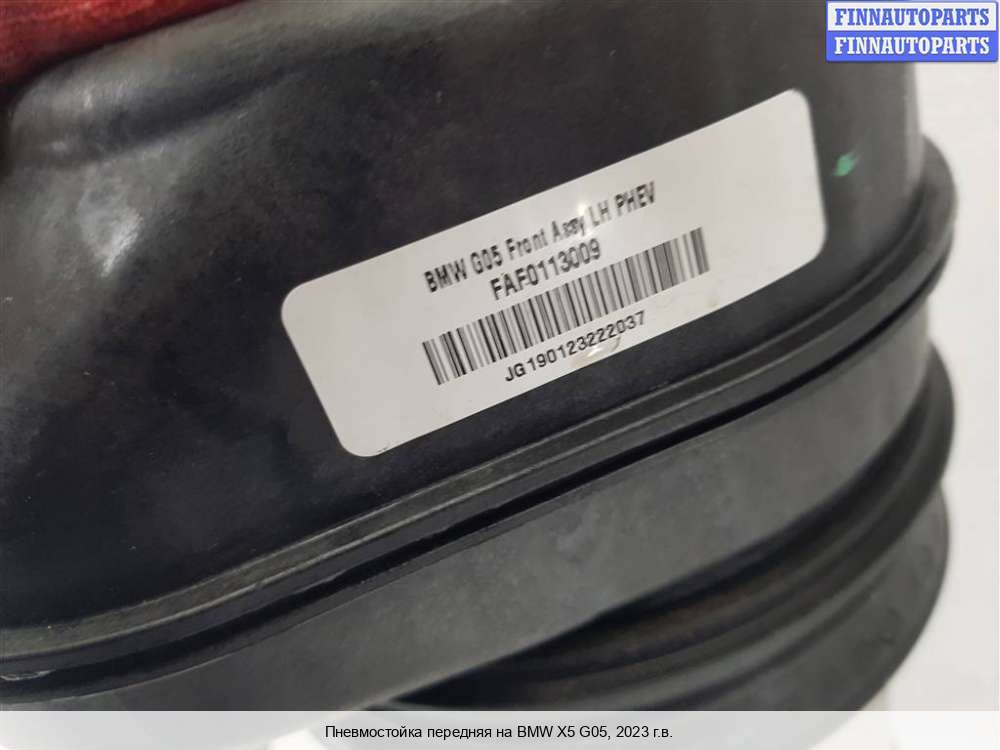 FINNAUTOPARTS
FINNAUTOPARTS
BMW G05 Front Assy LH PHEV
FAF0113009
JG190123222037
Пневмостойка передняя на BMW X5 G05, 2023 г.в.